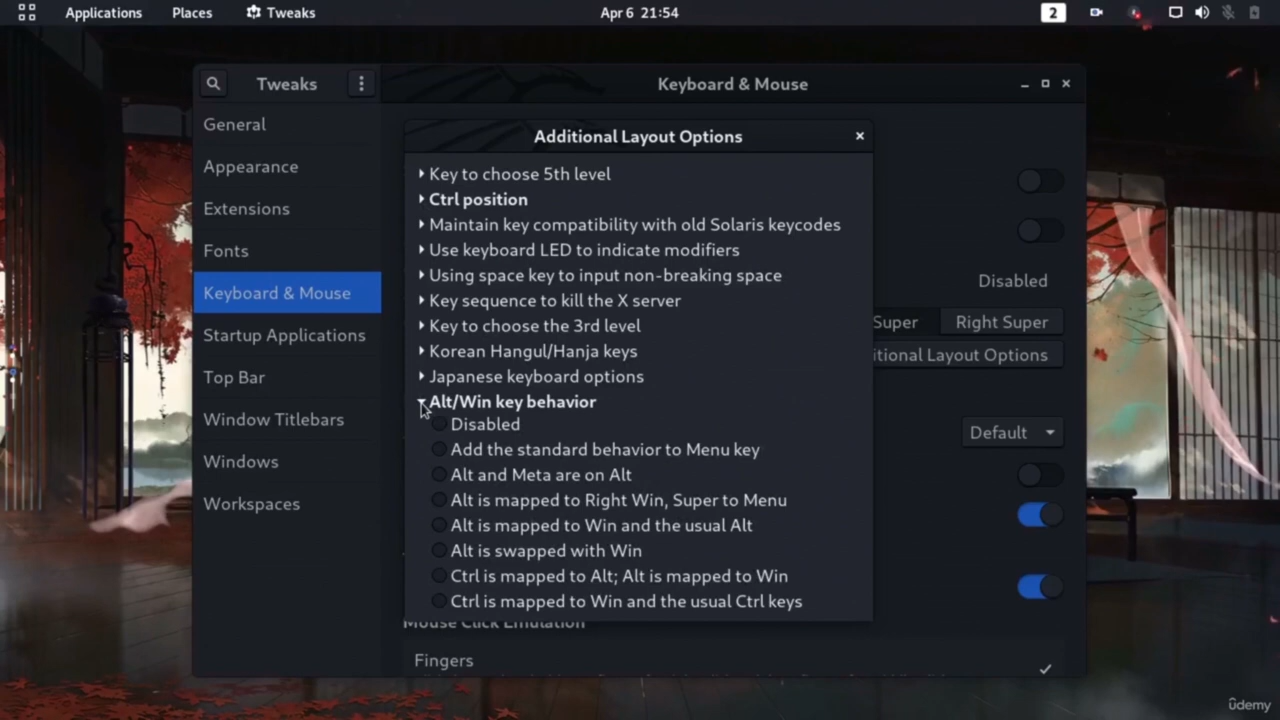 Applications Places Tweaks Apr 6 21:54 2
Tweaks Keyboard & Mouse
General
Appearance
Extensions
Fonts
Keyboard & Mouse
Startup Applications
Top Bar
Window Titlebars
Windows
Workspaces
Additional Layout Options
Key to choose 5th level
Ctrl position
Maintain key compatibility with old Solaris keycodes
Use keyboard LED to indicate modifiers
Using space key to input non-breaking space
Key sequence to kill the X server
Key to choose the 3rd level
Korean Hangul/Hanja keys
Japanese keyboard options
Alt/Win key behavior
Disabled
Add the standard behavior to Menu key
Alt and Meta are on Alt
Alt is mapped to Right Win, Super to Menu
Alt is mapped to Win and the usual Alt
Alt is swapped with Win
Ctrl is mapped to Alt; Alt is mapped to Win
Ctrl is mapped to Win and the usual Ctrl keys
Disabled
Super Right Super
itional Layout Options
Default
Mouse Click Emulation
Fingers
ûdemy